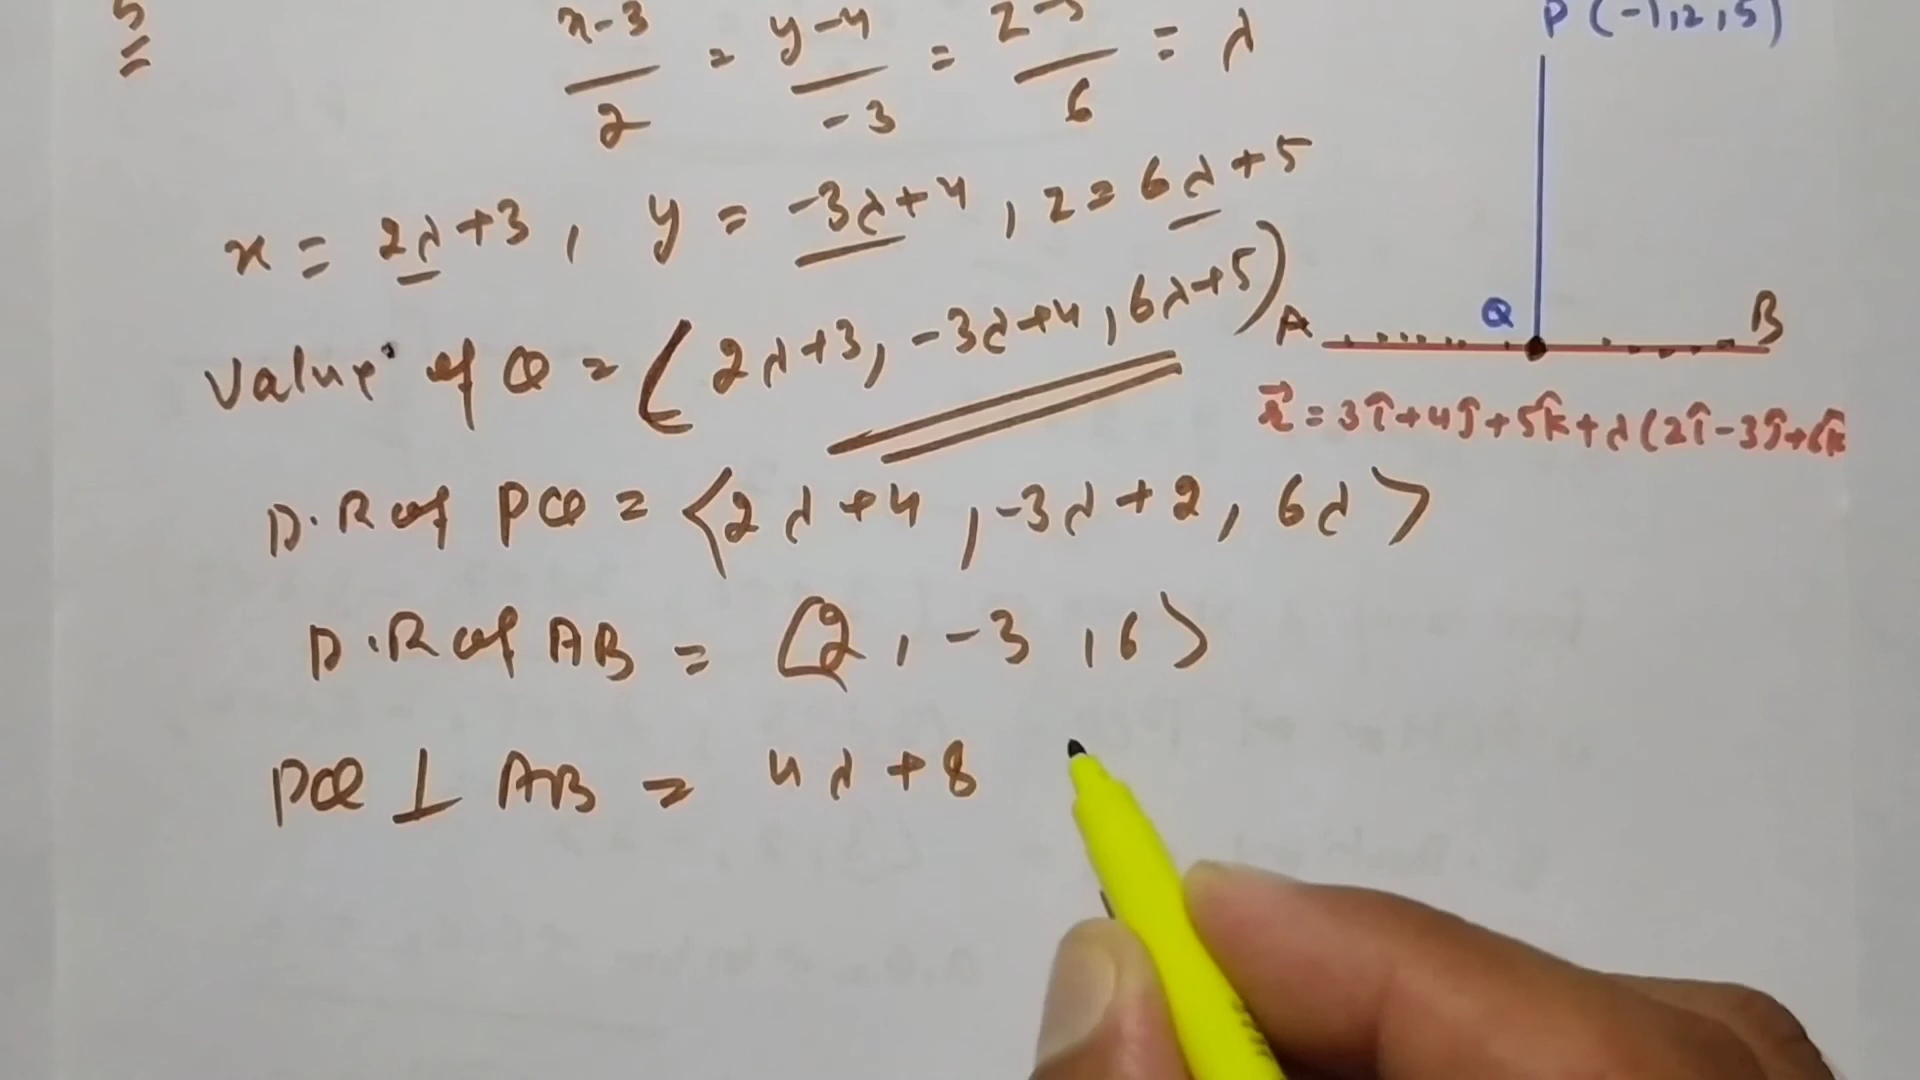 5
x-3/2 = y-4/-3 = z-5/6 = λ
P (-1,2,5)
x = 2λ+3, y = -3λ+4, z = 6λ+5
Value of Q = (2λ+3, -3λ+4, 6λ+5)
A Q B
r⃗ = 3î+4ĵ+5k̂+λ(2î-3ĵ+6k̂
D.R of PQ = <2λ+4, -3λ+2, 6λ>
D.R of AB = <2, -3, 6>
PQ ⊥ AB = 4λ+8